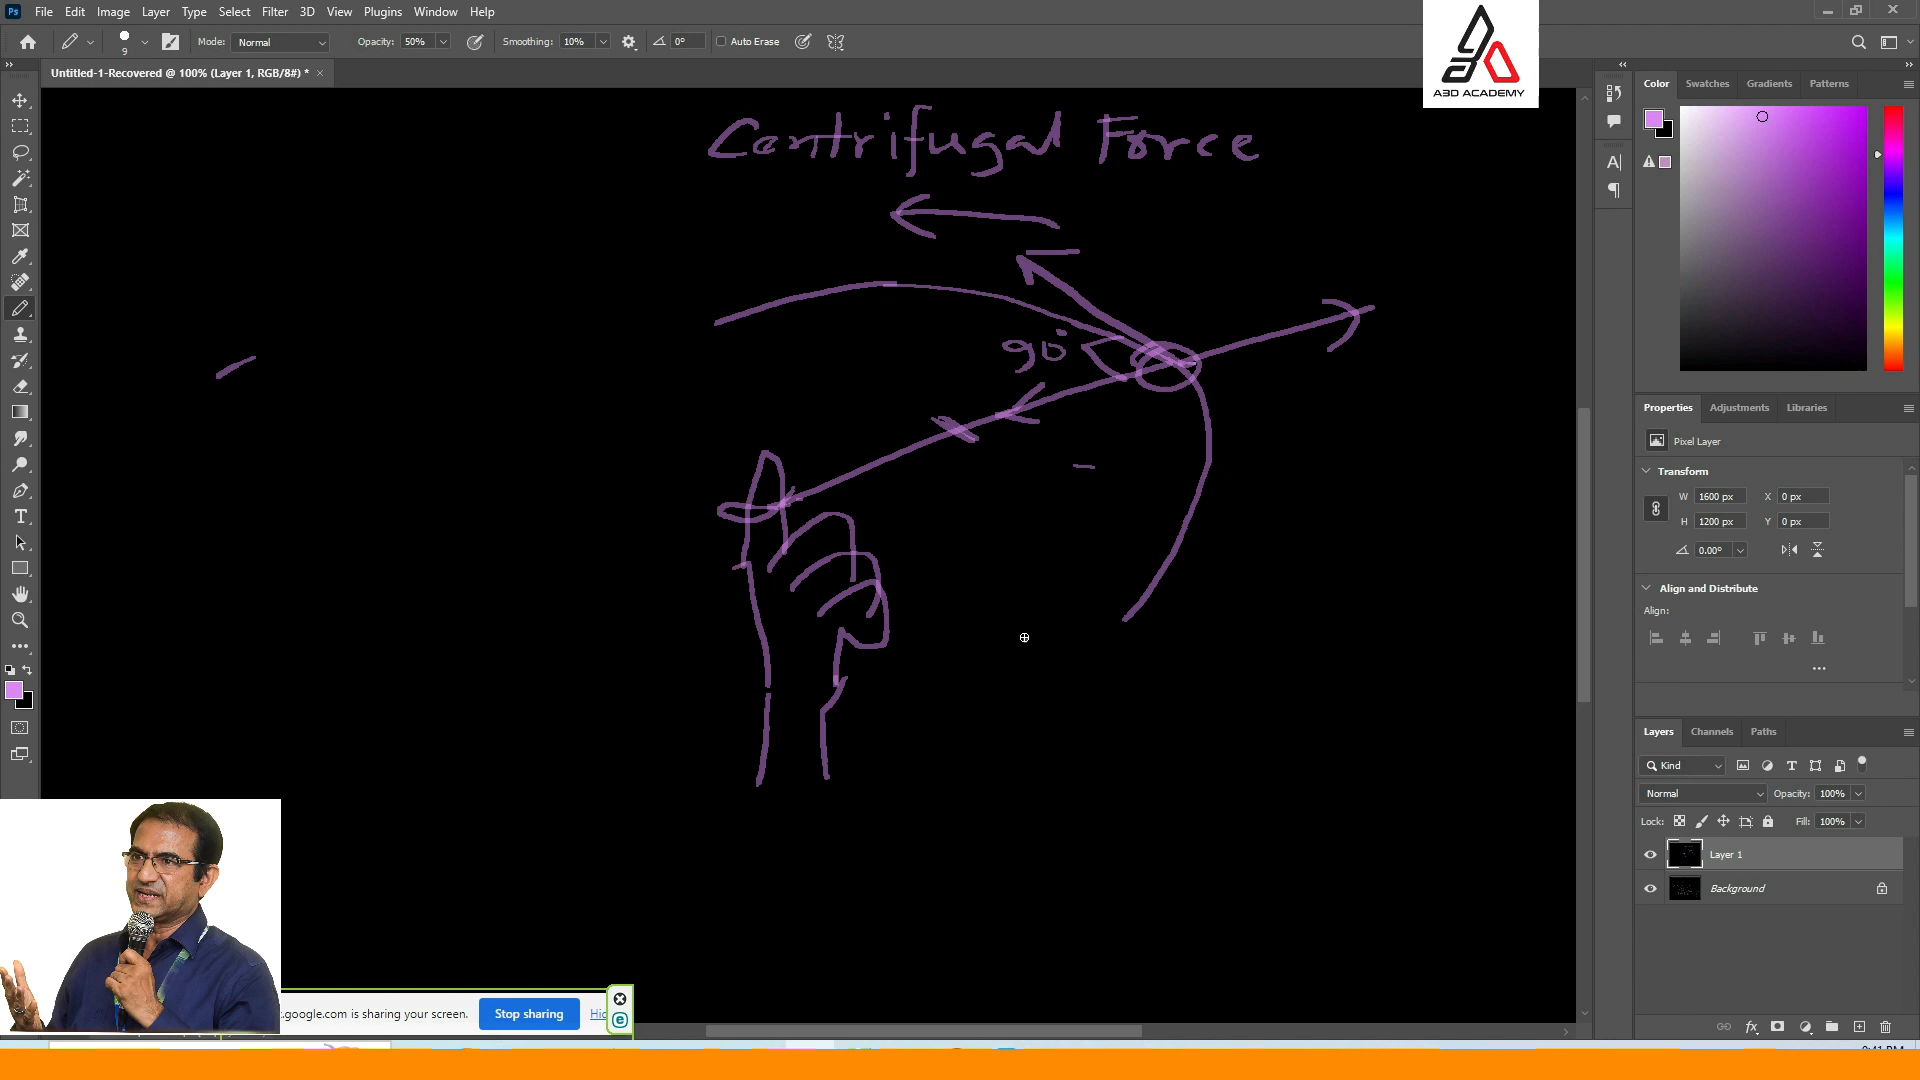 Ps File Edit Image Layer Type Select Filter 3D View Plugins Window Help
9 Mode: Normal Opacity: 50% Smoothing: 10% 0° Auto Erase
Untitled-1-Recovered @ 100% (Layer 1, RGB/8#) * ×
A3D ACADEMY
Centrifugal Force
90°
Color Swatches Gradients Patterns
Properties Adjustments Libraries
Pixel Layer
Transform
W 1600 px X 0 px
H 1200 px Y 0 px
0.00°
Align and Distribute
Align:
Layers Channels Paths
Kind
Normal Opacity: 100%
Lock: Fill: 100%
Layer 1
Background
t.google.com is sharing your screen. Stop sharing